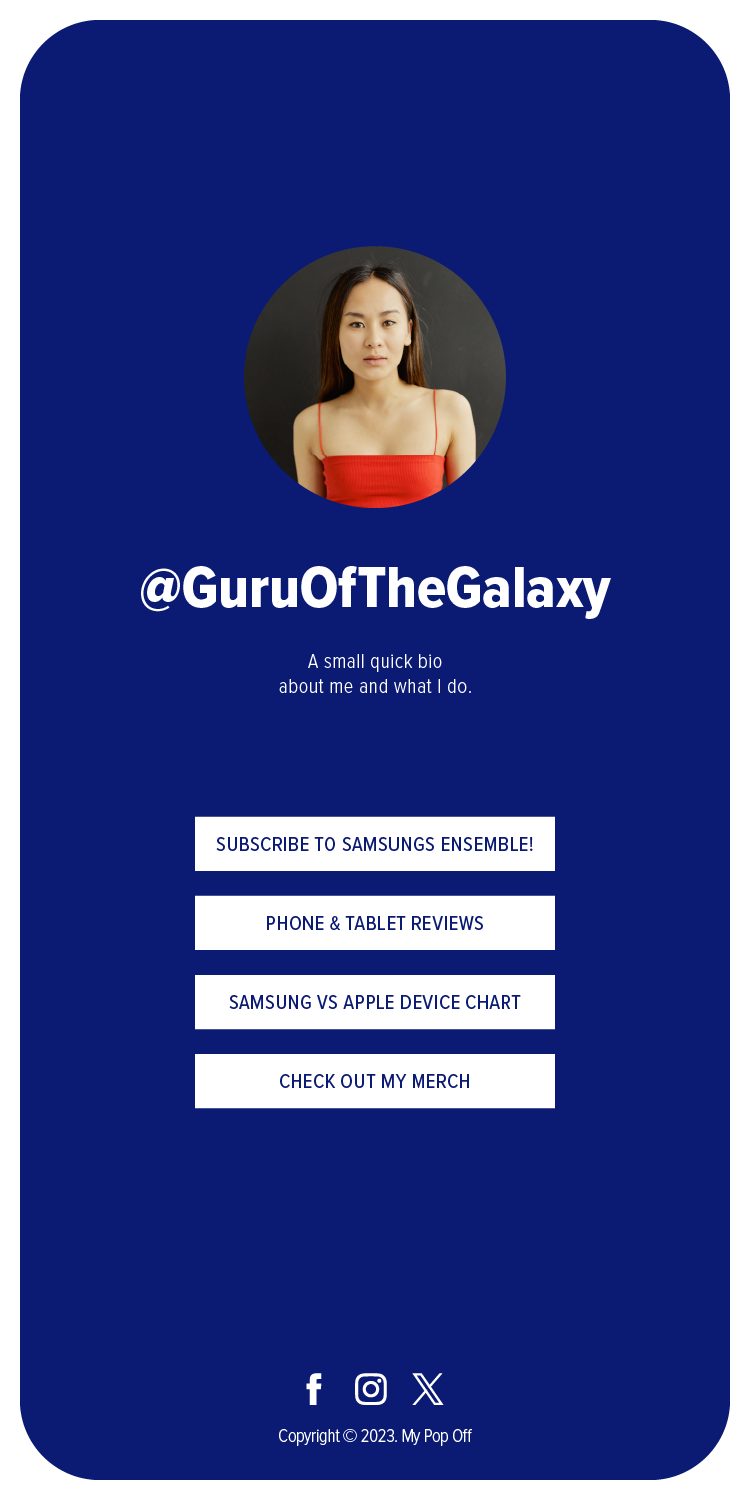 @GuruOfTheGalaxy
A small quick bio
about me and what I do.
SUBSCRIBE TO SAMSUNGS ENSEMBLE!
PHONE & TABLET REVIEWS
SAMSUNG VS APPLE DEVICE CHART
CHECK OUT MY MERCH
Copyright © 2023. My Pop Off